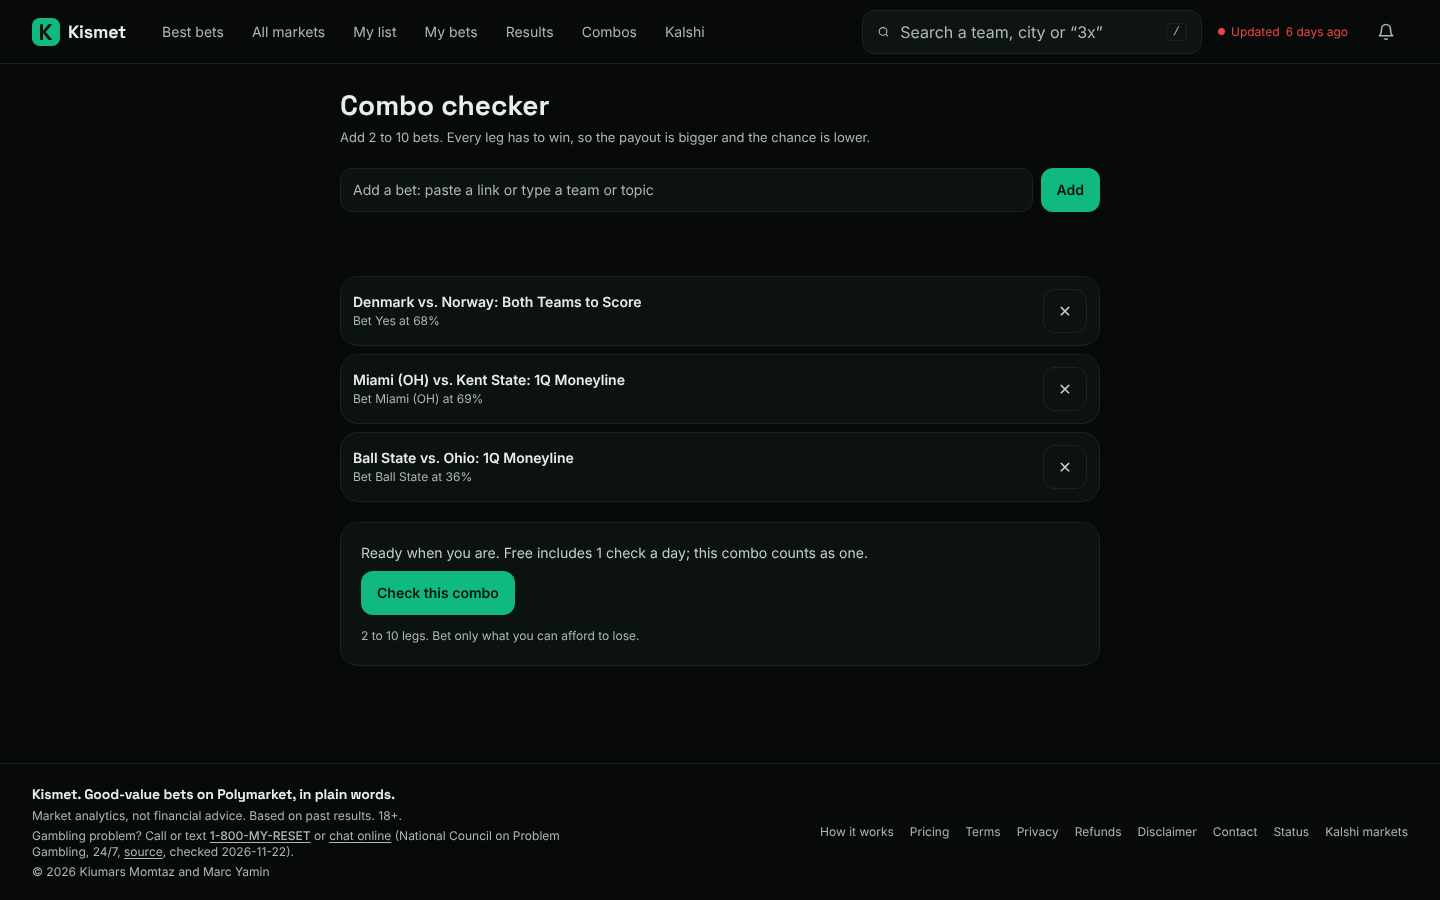 K Kismet Best bets All markets My list My bets Results Combos Kalshi Search a team, city or “3x” / Updated 6 days ago
Combo checker
Add 2 to 10 bets. Every leg has to win, so the payout is bigger and the chance is lower.
Add a bet: paste a link or type a team or topic Add
Denmark vs. Norway: Both Teams to Score
Bet Yes at 68%
✕
Miami (OH) vs. Kent State: 1Q Moneyline
Bet Miami (OH) at 69%
✕
Ball State vs. Ohio: 1Q Moneyline
Bet Ball State at 36%
✕
Ready when you are. Free includes 1 check a day; this combo counts as one.
Check this combo
2 to 10 legs. Bet only what you can afford to lose.
Kismet. Good-value bets on Polymarket, in plain words.
Market analytics, not financial advice. Based on past results. 18+.
Gambling problem? Call or text 1-800-MY-RESET or chat online (National Council on Problem
Gambling, 24/7, source, checked 2026-11-22).
© 2026 Kiumars Momtaz and Marc Yamin
How it works Pricing Terms Privacy Refunds Disclaimer Contact Status Kalshi markets